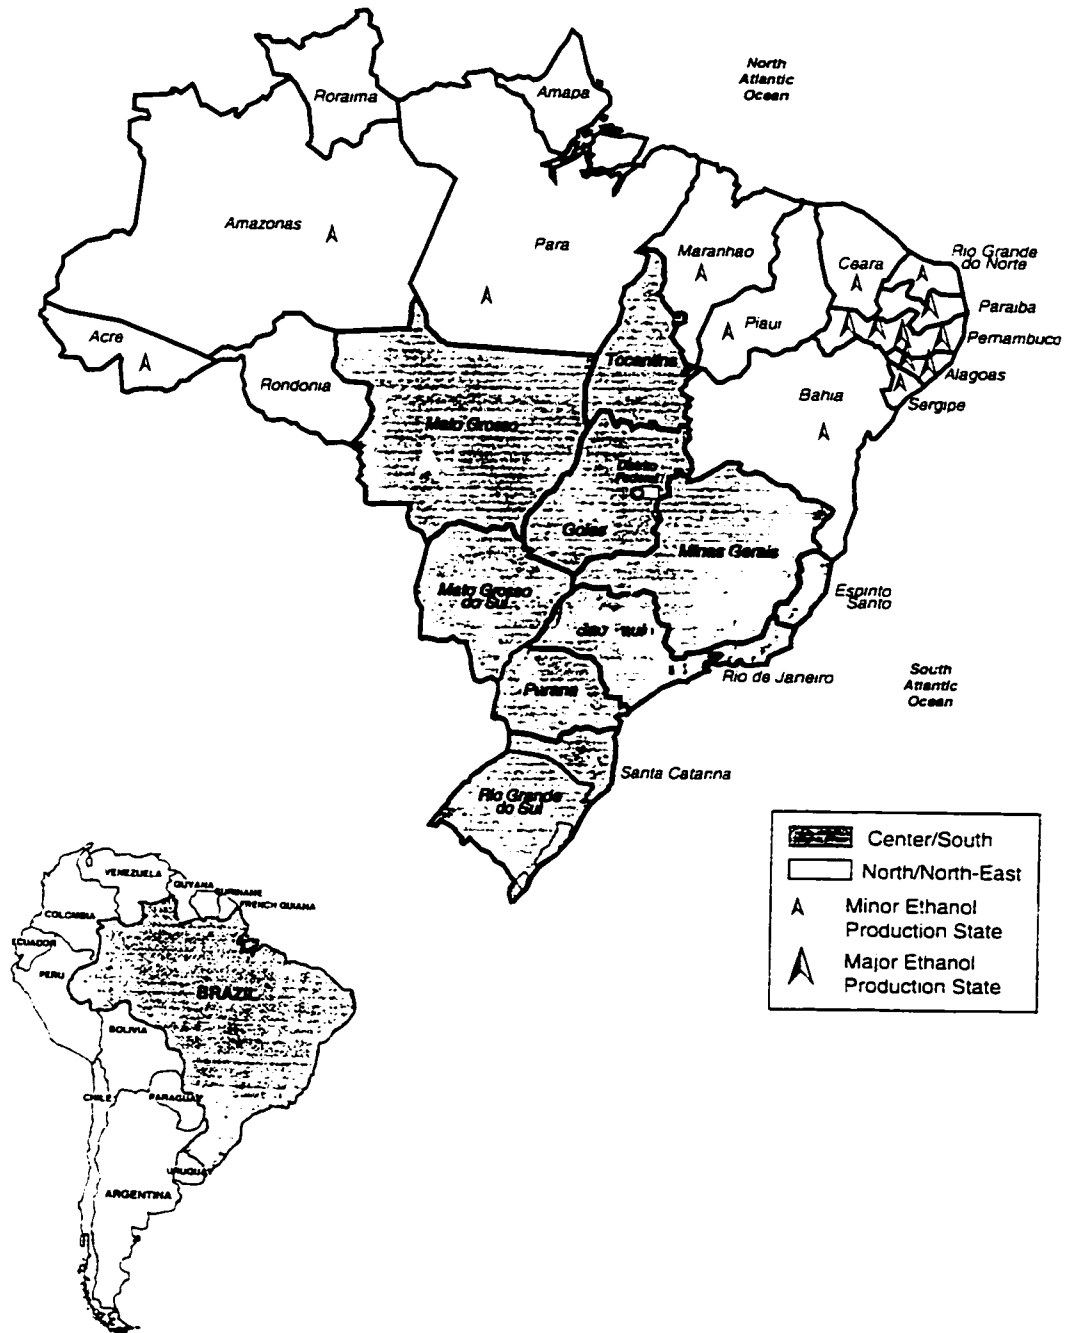 North
Atlantic
Ocean
Roraima
Amapa
Amazonas
Para
Maranhao
Ceara
Rio Grande
do Norte
Paraiba
Pernambuco
Alagoas
Sergipe
Piaui
Acre
Rondonia
Tocantins
Bahia
Mato Grosso
Distrito
Federal
Goias
Minas Gerais
Mato Grosso
do Sul
Espirito
Santo
Rio de Janeiro
South
Atlantic
Ocean
Parana
Santa Catarina
Rio Grande
do Sul
Center/South
North/North-East
Minor Ethanol
Production State
Major Ethanol
Production State
VENEZUELA
GUYANA
SURINAME
FRENCH GUIANA
COLOMBIA
ECUADOR
PERU
BRAZIL
BOLIVIA
CHILE
PARAGUAY
URUGUAY
ARGENTINA